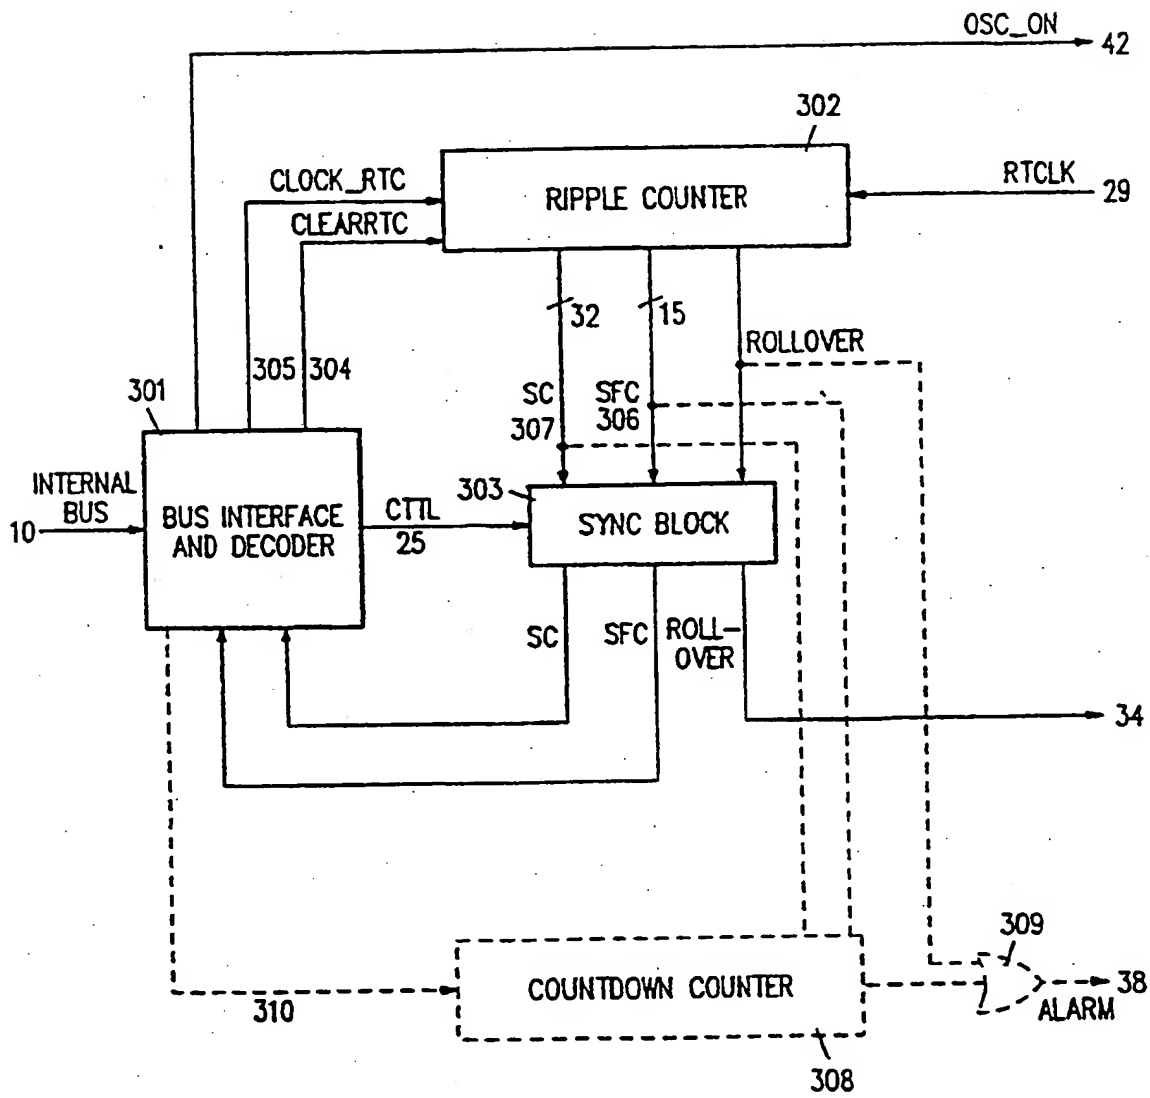 OSC_ON
42
302
CLOCK_RTC
RIPPLE COUNTER
RTCLK
29
CLEARRTC
32
15
ROLLOVER
305
304
301
SC
307
SFC
306
INTERNAL
BUS
10
BUS INTERFACE
AND DECODER
CTTL
25
303
SYNC BLOCK
SC
SFC
ROLL-
OVER
34
309
COUNTDOWN COUNTER
38
310
ALARM
308